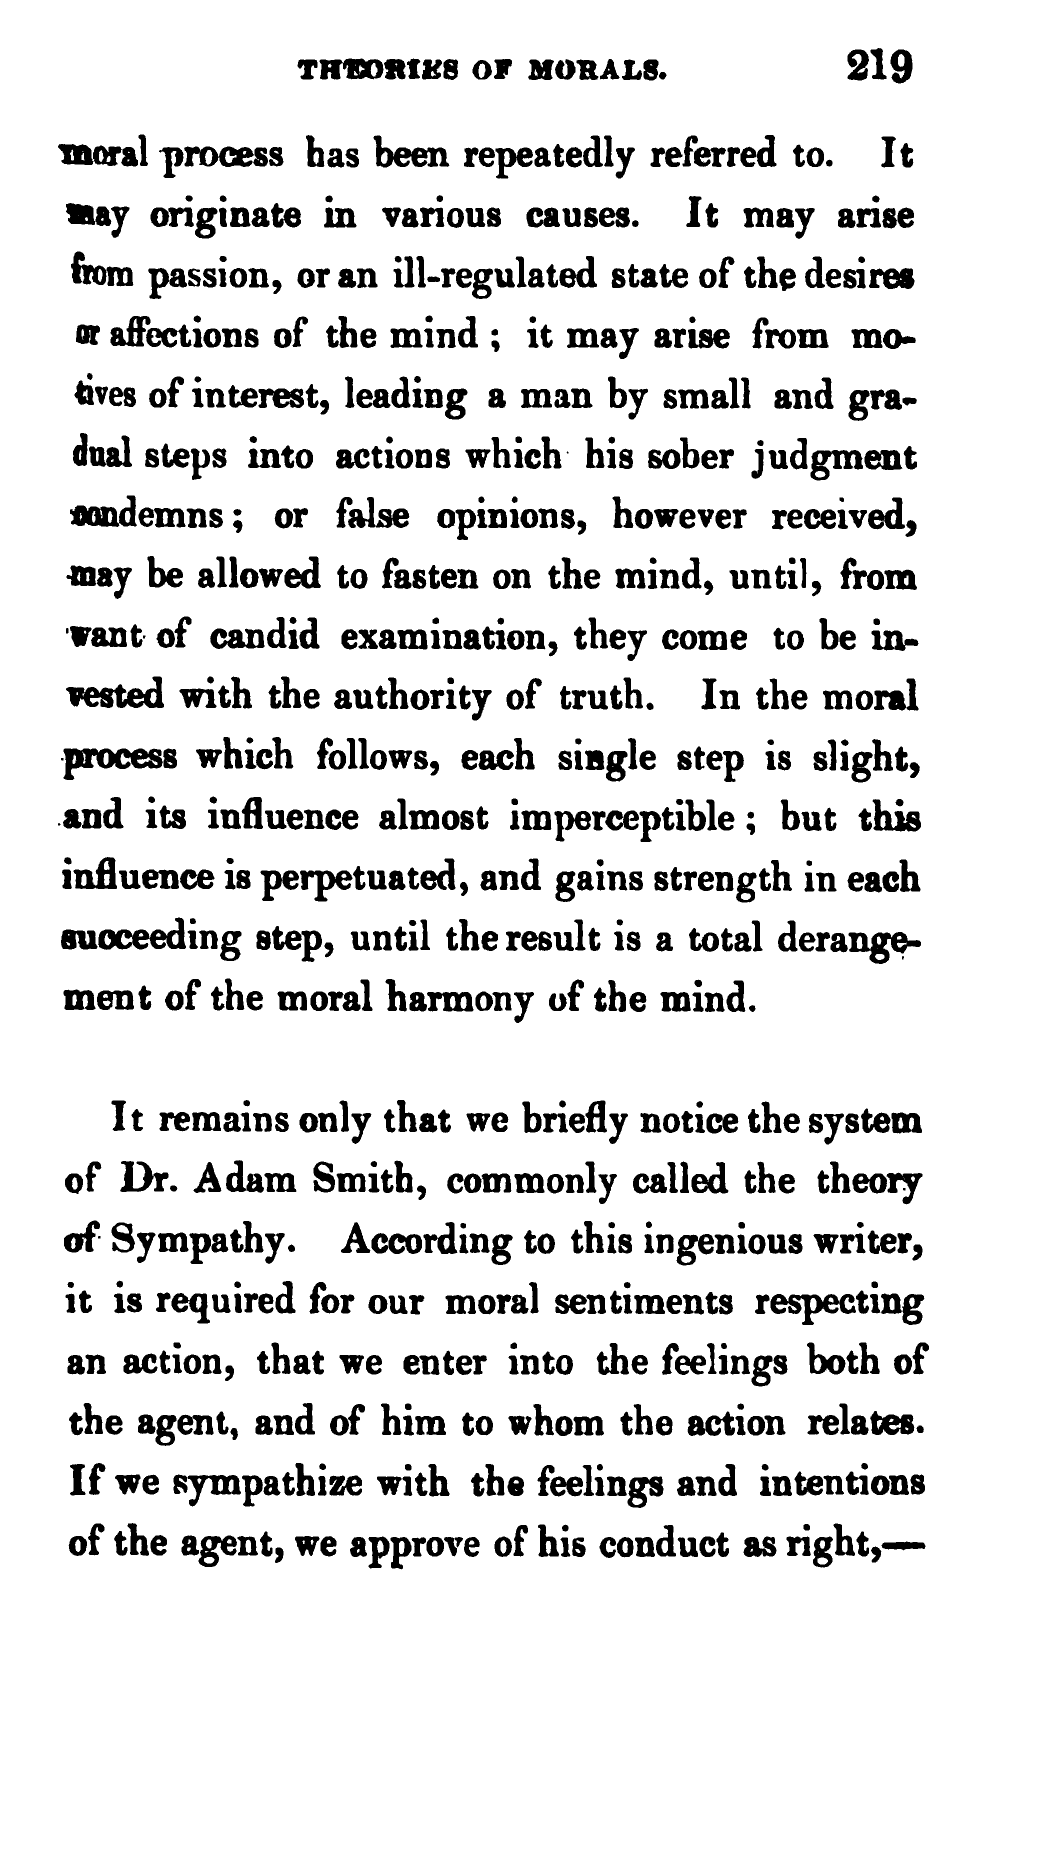 THEORIES OF MORALS. 219
moral process has been repeatedly referred to. It
may originate in various causes. It may arise
from passion, or an ill-regulated state of the desires
or affections of the mind ; it may arise from mo-
tives of interest, leading a man by small and gra-
dual steps into actions which his sober judgment
condemns ; or false opinions, however received,
may be allowed to fasten on the mind, until, from
want of candid examination, they come to be in-
vested with the authority of truth. In the moral
process which follows, each single step is slight,
and its influence almost imperceptible ; but this
influence is perpetuated, and gains strength in each
succeeding step, until the result is a total derange-
ment of the moral harmony of the mind.
It remains only that we briefly notice the system
of Dr. Adam Smith, commonly called the theory
of Sympathy. According to this ingenious writer,
it is required for our moral sentiments respecting
an action, that we enter into the feelings both of
the agent, and of him to whom the action relates.
If we sympathize with the feelings and intentions
of the agent, we approve of his conduct as right,—